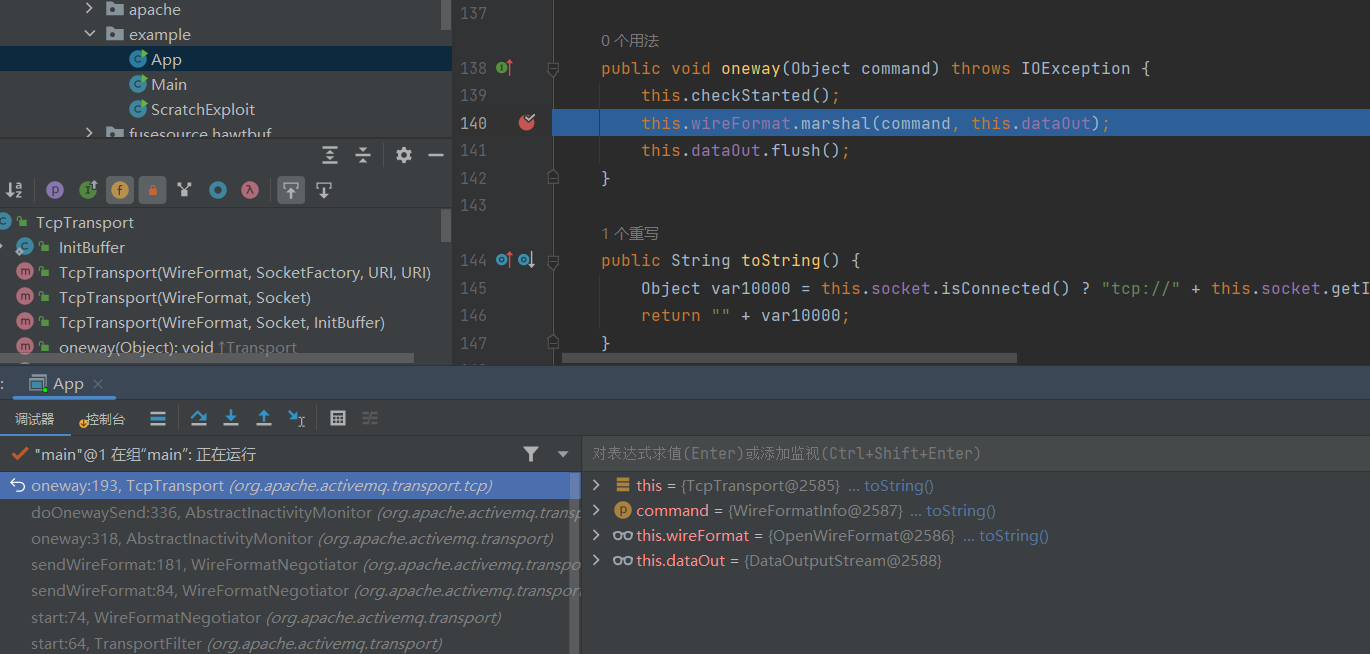 apache
example
App
Main
ScratchExploit
fusesource.hawtbuf
TcpTransport
InitBuffer
TcpTransport(WireFormat, SocketFactory, URI, URI)
TcpTransport(WireFormat, Socket)
TcpTransport(WireFormat, Socket, InitBuffer)
oneway(Object): void ↑Transport
137
0 个用法
138 public void oneway(Object command) throws IOException {
139 this.checkStarted();
140 this.wireFormat.marshal(command, this.dataOut);
141 this.dataOut.flush();
142 }
143
1 个重写
144 public String toString() {
145 Object var10000 = this.socket.isConnected() ? "tcp://" + this.socket.getI
146 return "" + var10000;
147 }
: App
调试器 控制台
"main"@1 在组“main”: 正在运行
oneway:193, TcpTransport (org.apache.activemq.transport.tcp)
doOnewaySend:336, AbstractInactivityMonitor (org.apache.activemq.transp
oneway:318, AbstractInactivityMonitor (org.apache.activemq.transport)
sendWireFormat:181, WireFormatNegotiator (org.apache.activemq.transpo
sendWireFormat:84, WireFormatNegotiator (org.apache.activemq.transpor
start:74, WireFormatNegotiator (org.apache.activemq.transport)
start:64, TransportFilter (org.apache.activemq.transport)
对表达式求值(Enter)或添加监视(Ctrl+Shift+Enter)
this = {TcpTransport@2585} ... toString()
command = {WireFormatInfo@2587} ... toString()
this.wireFormat = {OpenWireFormat@2586} ... toString()
this.dataOut = {DataOutputStream@2588}